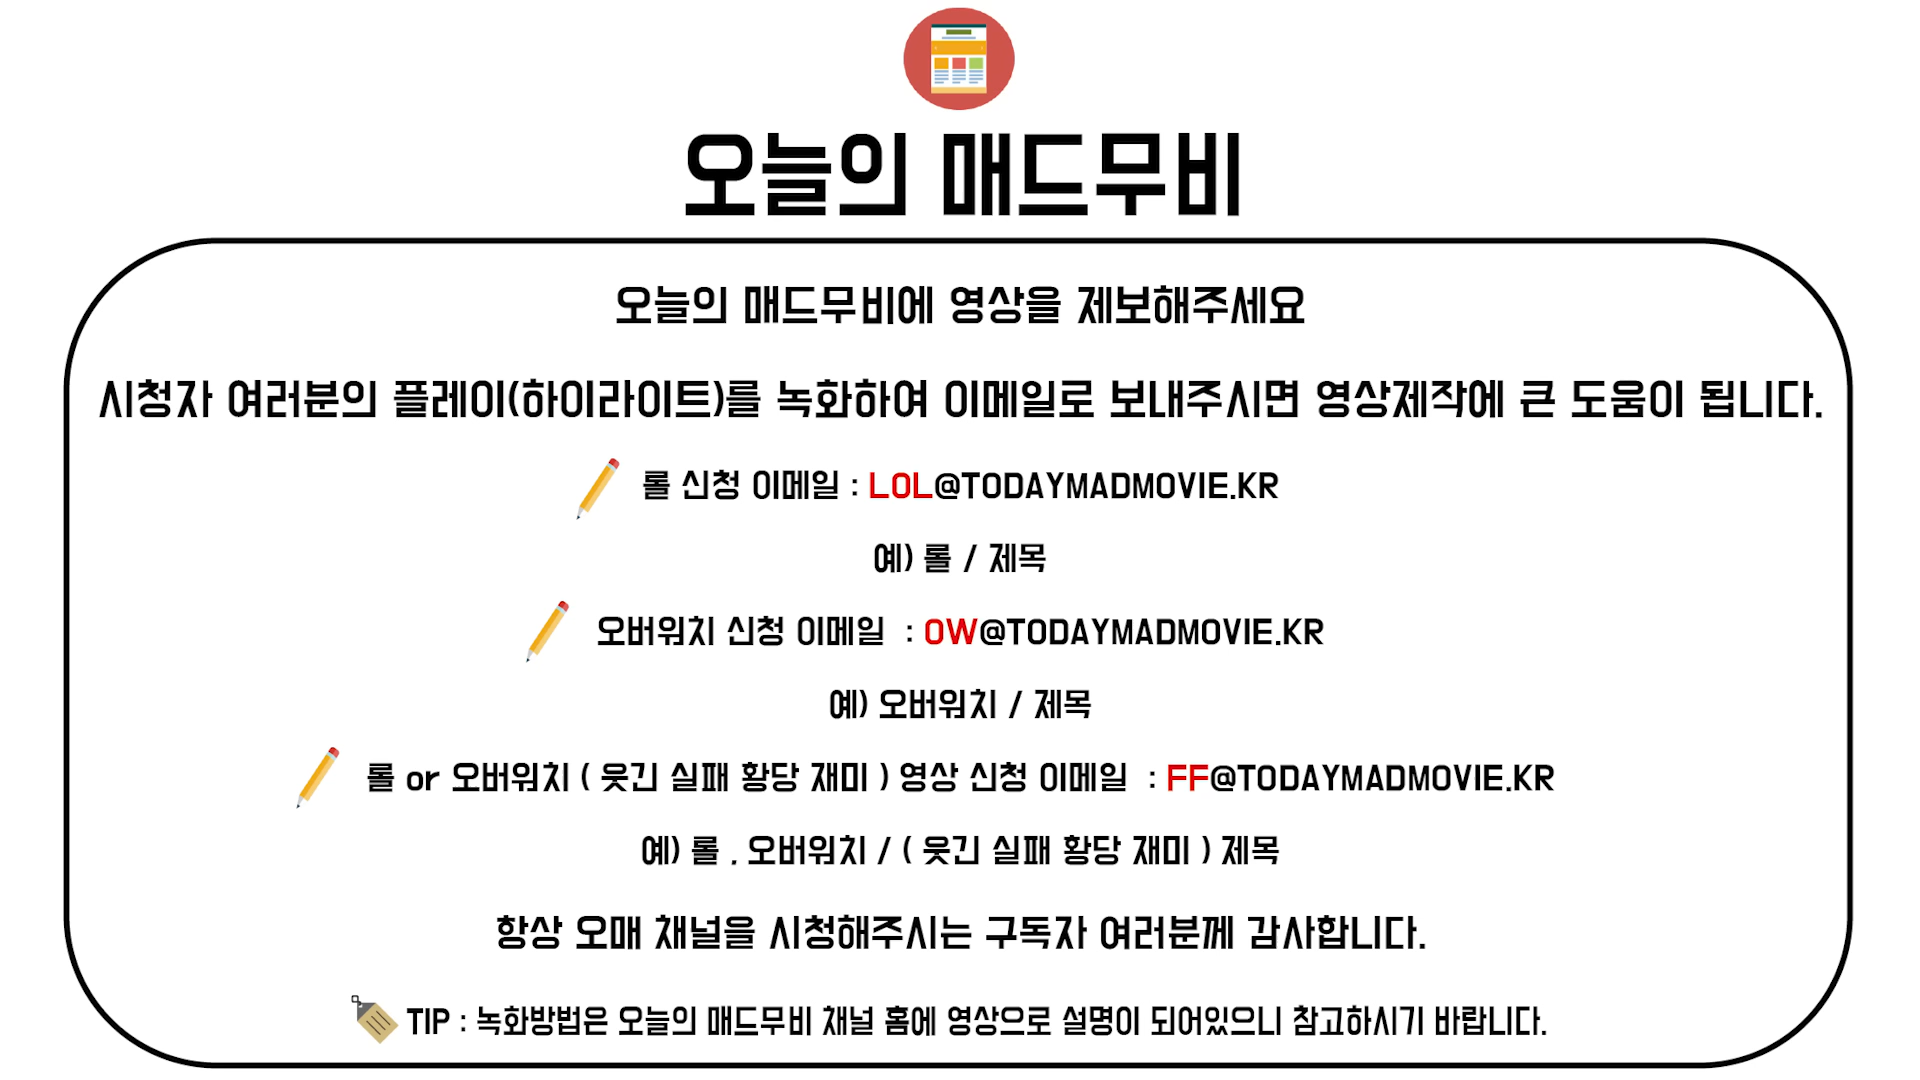 오늘의 매드무비
오늘의 매드무비에 영상을 제보해주세요
시청자 여러분의 플레이(하이라이트)를 녹화하여 이메일로 보내주시면 영상제작에 큰 도움이 됩니다.
롤 신청 이메일 : LOL@TODAYMADMOVIE.KR
예) 롤 / 제목
오버워치 신청 이메일 : OW@TODAYMADMOVIE.KR
예) 오버워치 / 제목
롤 or 오버워치 ( 웃긴 실패 황당 재미 ) 영상 신청 이메일 : FF@TODAYMADMOVIE.KR
예) 롤 , 오버워치 / ( 웃긴 실패 황당 재미 ) 제목
항상 오매 채널을 시청해주시는 구독자 여러분께 감사합니다.
TIP : 녹화방법은 오늘의 매드무비 채널 홈에 영상으로 설명이 되어있으니 참고하시기 바랍니다.